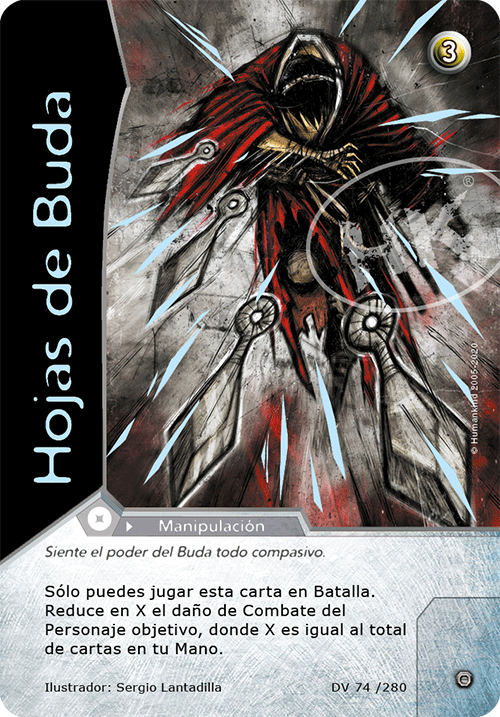 3
Hojas de Buda
HK
®
© Humankind 2005-2020
Manipulación
Siente el poder del Buda todo compasivo.
Sólo puedes jugar esta carta en Batalla.
Reduce en X el daño de Combate del
Personaje objetivo, donde X es igual al total
de cartas en tu Mano.
Ilustrador: Sergio Lantadilla
DV 74 /280